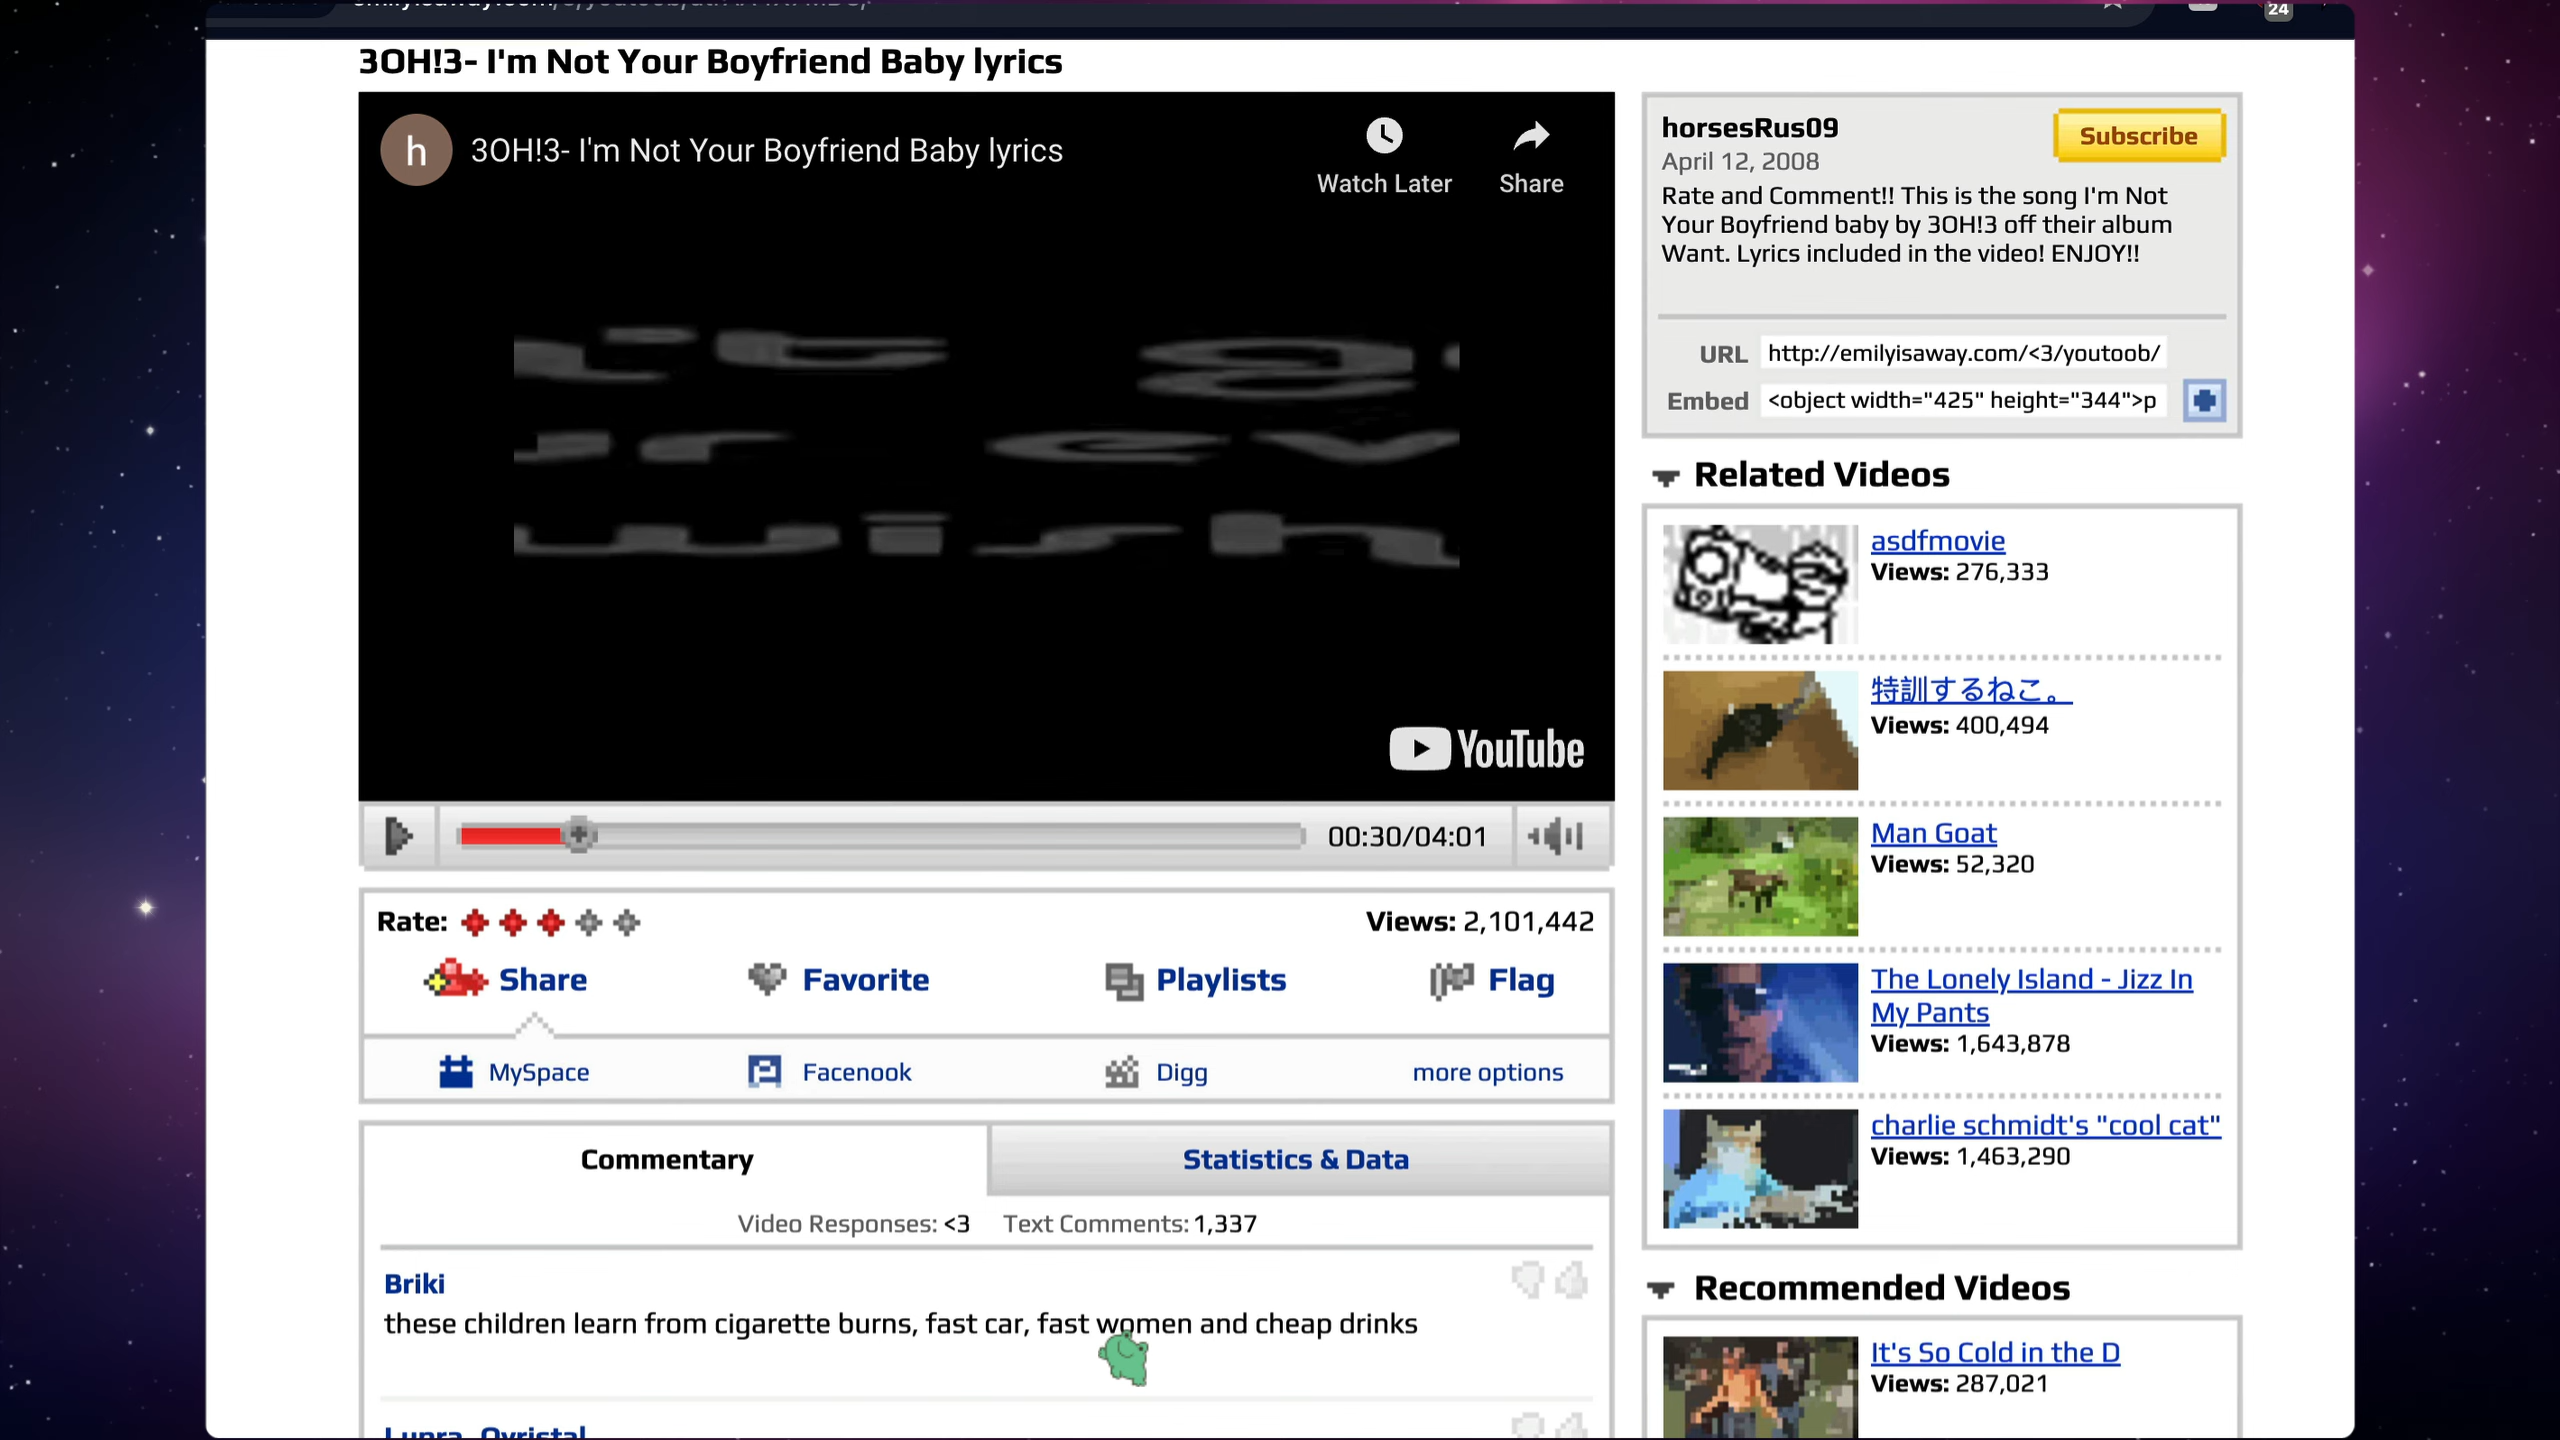 24
3OH!3- I'm Not Your Boyfriend Baby lyrics
h
3OH!3- I'm Not Your Boyfriend Baby lyrics
Watch Later
Share
YouTube
00:30/04:01
Rate:
Views: 2,101,442
Share
Favorite
Playlists
Flag
MySpace
Facenook
Digg
more options
Commentary
Statistics & Data
Video Responses: <3
Text Comments: 1,337
Briki
these children learn from cigarette burns, fast car, fast women and cheap drinks
horsesRus09
Subscribe
April 12, 2008
Rate and Comment!! This is the song I'm Not
Your Boyfriend baby by 3OH!3 off their album
Want. Lyrics included in the video! ENJOY!!
URL
http://emilyisaway.com/<3/youtoob/
Embed
<object width="425" height="344">p
Related Videos
asdfmovie
Views: 276,333
特訓するねこ。
Views: 400,494
Man Goat
Views: 52,320
The Lonely Island - Jizz In
My Pants
Views: 1,643,878
charlie schmidt's "cool cat"
Views: 1,463,290
Recommended Videos
It's So Cold in the D
Views: 287,021